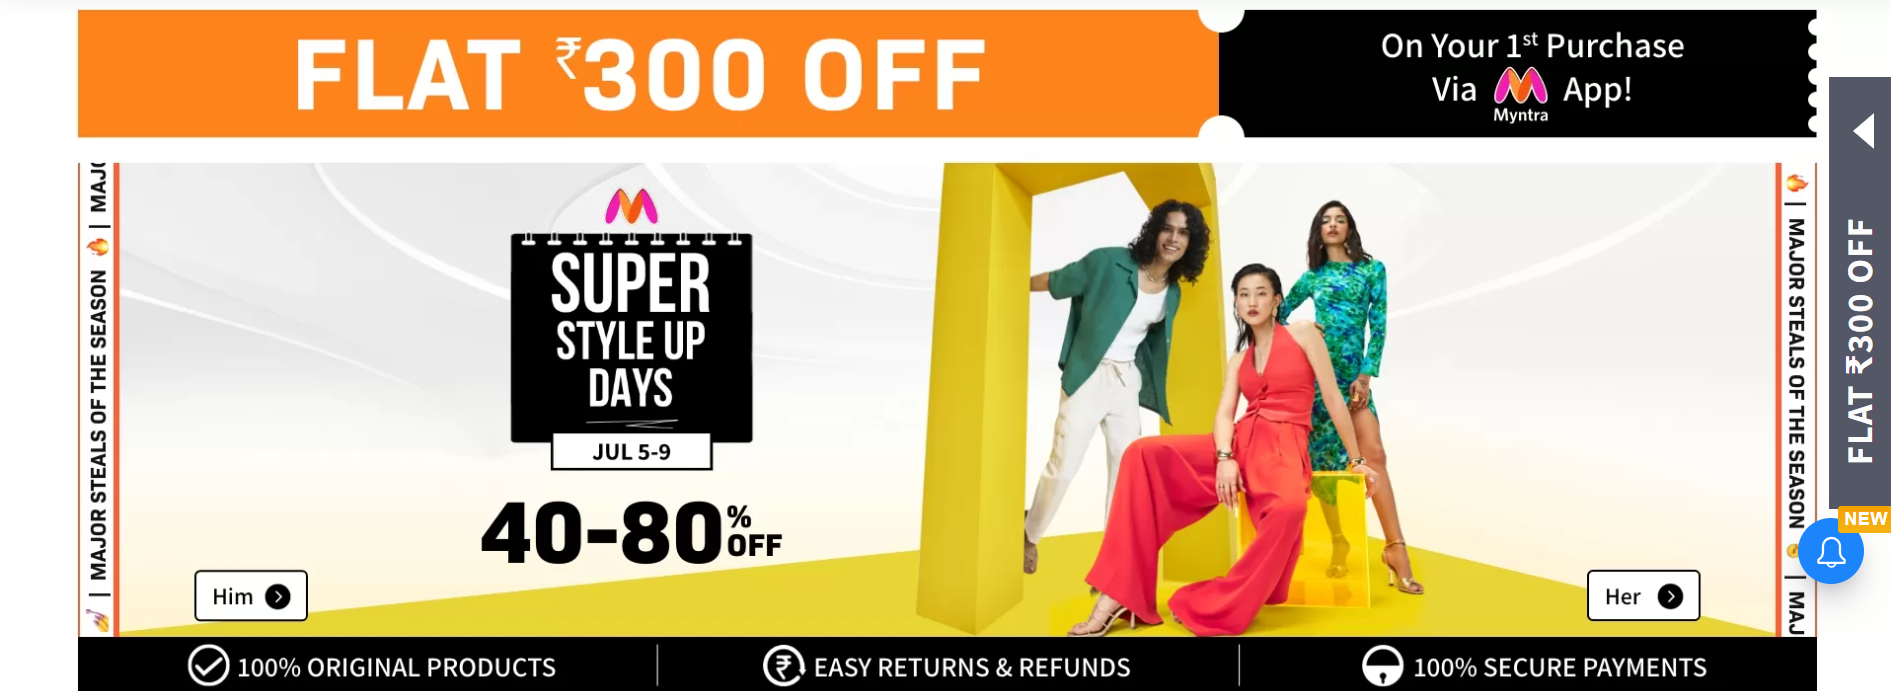 FLAT ₹300 OFF
On Your 1st Purchase
Via Myntra App!
MAJOR STEALS OF THE SEASON 🔥 | MAJO
SUPER
STYLE UP
DAYS
JUL 5-9
40-80% OFF
Him
Her
🔥 | MAJOR STEALS OF THE SEASON | MAJ
FLAT ₹300 OFF
NEW
100% ORIGINAL PRODUCTS
EASY RETURNS & REFUNDS
100% SECURE PAYMENTS